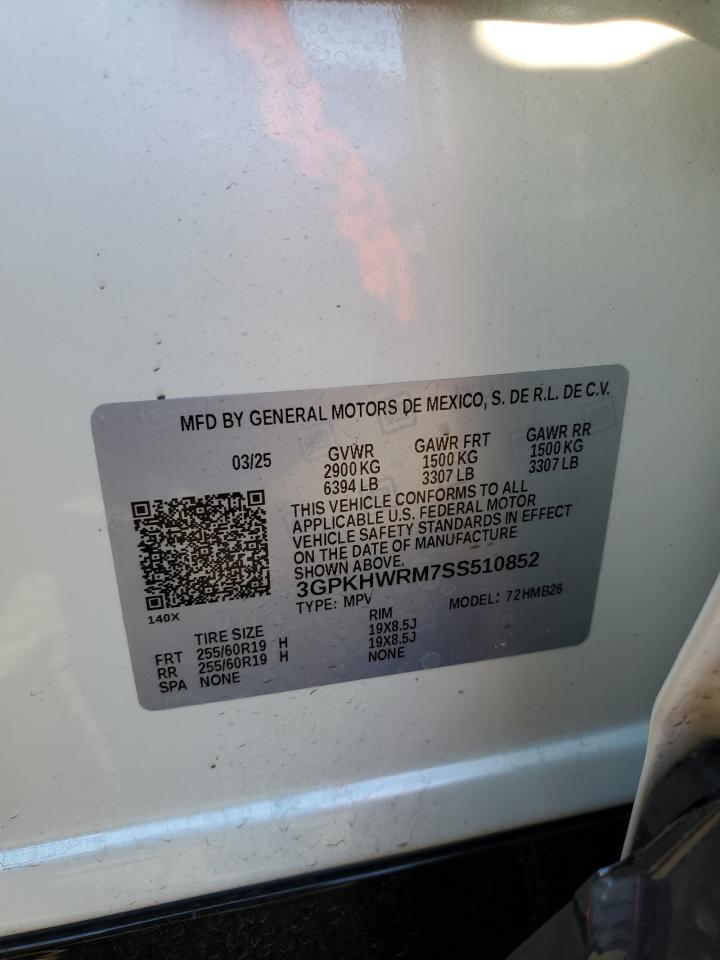 MFD BY GENERAL MOTORS DE MEXICO, S. DE R.L. DE C.V.
03/25
GVWR GAWR FRT GAWR RR
2900 KG 1500 KG 1500 KG
6394 LB 3307 LB 3307 LB
THIS VEHICLE CONFORMS TO ALL
APPLICABLE U.S. FEDERAL MOTOR
VEHICLE SAFETY STANDARDS IN EFFECT
ON THE DATE OF MANUFACTURE
SHOWN ABOVE.
3GPKHWRM7SS510852
140X
TYPE: MPV MODEL: 72HMB26
TIRE SIZE RIM
FRT 255/60R19 H 19X8.5J
RR 255/60R19 H 19X8.5J
SPA NONE NONE